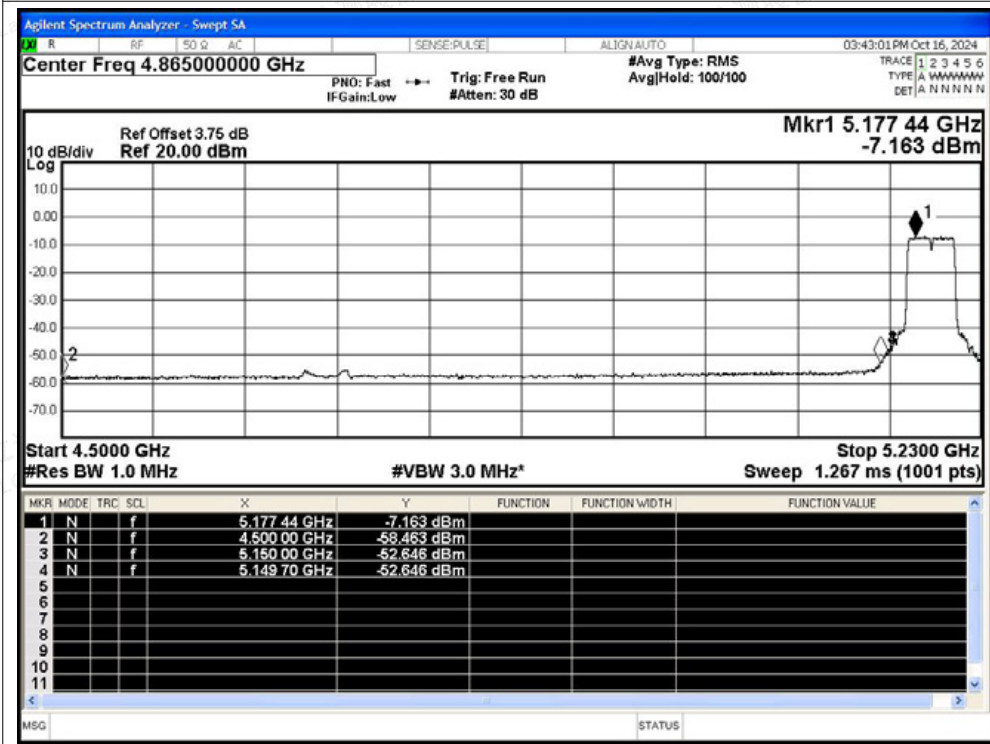 Agilent Spectrum Analyzer - Swept SA
LXI R RF 50 Ω AC SENSE:PULSE ALIGN AUTO 03:43:01 PM Oct 16, 2024
Center Freq 4.865000000 GHz #Avg Type: RMS TRACE 1 2 3 4 5 6
PNO: Fast Trig: Free Run Avg|Hold: 100/100 TYPE A WWWWW
IFGain:Low #Atten: 30 dB DET A N N N N N
Mkr1 5.177 44 GHz
Ref Offset 3.75 dB
10 dB/div Ref 20.00 dBm -7.163 dBm
Log
10.0
0.00
1
-10.0
-20.0
-30.0
-40.0
3
-50.0
2
-60.0
-70.0
Start 4.5000 GHz Stop 5.2300 GHz
#Res BW 1.0 MHz #VBW 3.0 MHz* Sweep 1.267 ms (1001 pts)
MKR MODE TRC SCL X Y FUNCTION FUNCTION WIDTH FUNCTION VALUE
1 N f 5.177 44 GHz -7.163 dBm
2 N f 4.500 00 GHz -58.463 dBm
3 N f 5.150 00 GHz -52.646 dBm
4 N f 5.149 70 GHz -52.646 dBm
5
6
7
8
9
10
11
MSG STATUS